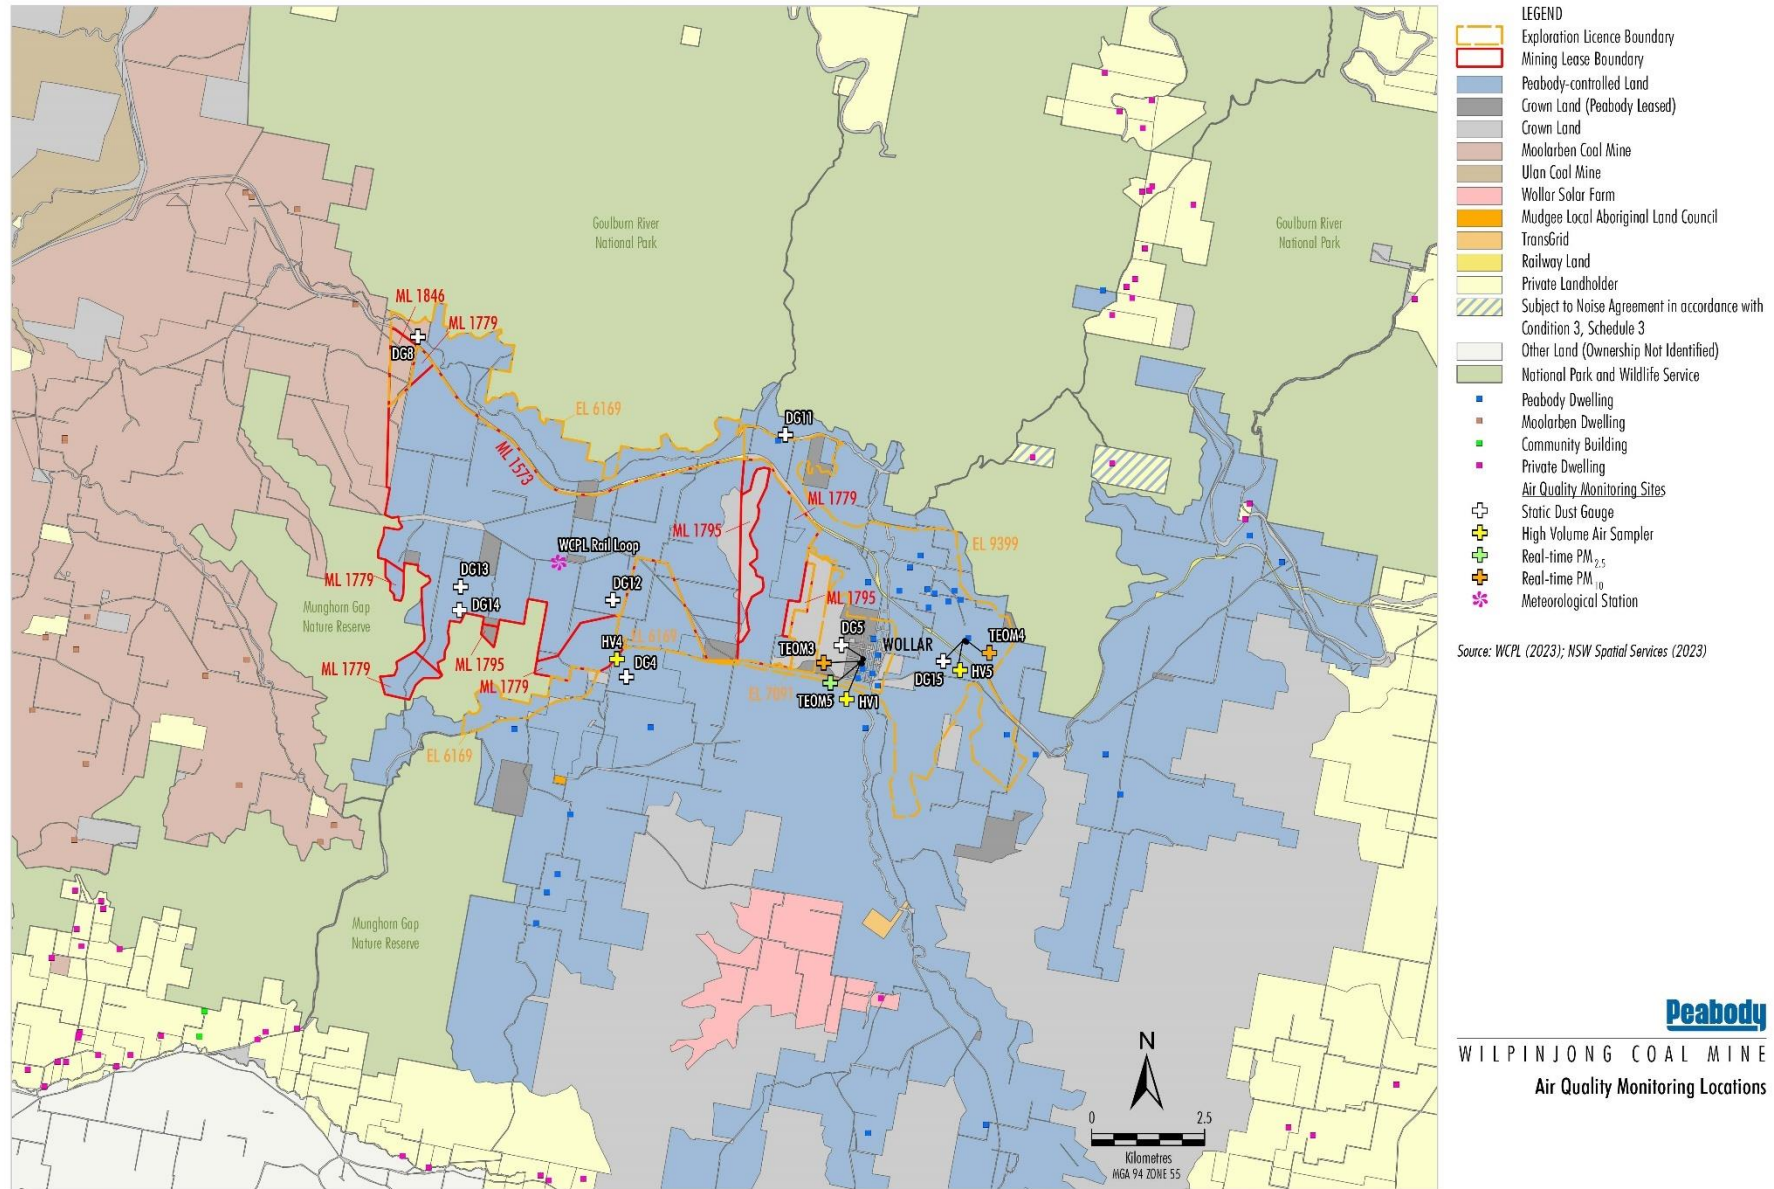 LEGEND
Exploration Licence Boundary
Mining Lease Boundary
Peabody-controlled Land
Crown Land (Peabody Leased)
Crown Land
Moolarben Coal Mine
Ulan Coal Mine
Wollar Solar Farm
Mudgee Local Aboriginal Land Council
TransGrid
Railway Land
Private Landholder
Subject to Noise Agreement in accordance with
Condition 3, Schedule 3
Other Land (Ownership Not Identified)
National Park and Wildlife Service
Peabody Dwelling
Moolarben Dwelling
Community Building
Private Dwelling
Air Quality Monitoring Sites
Static Dust Gauge
High Volume Air Sampler
Real-time PM2.5
Real-time PM10
Meteorological Station
Source: WCPL (2023); NSW Spatial Services (2023)
Goulburn River
National Park
Goulburn River
National Park
ML 1846
ML 1779
DG8
EL 6169
DG11
ML 1573
ML 1779
ML 1795
EL 9399
WCPL Rail Loop
DG13
ML 1779
DG12
DG14
ML 1795
Munghorn Gap
Nature Reserve
DG5
HV4
EL 6169
WOLLAR
TEOM4
TEOM3
DG4
ML 1795
ML 1779
ML 1779
DG15
HV5
EL 7091
TEOM5
HV1
EL 6169
Munghorn Gap
Nature Reserve
N
0
2.5
Kilometres
MGA 94 ZONE 55
Peabody
WILPINJONG COAL MINE
Air Quality Monitoring Locations